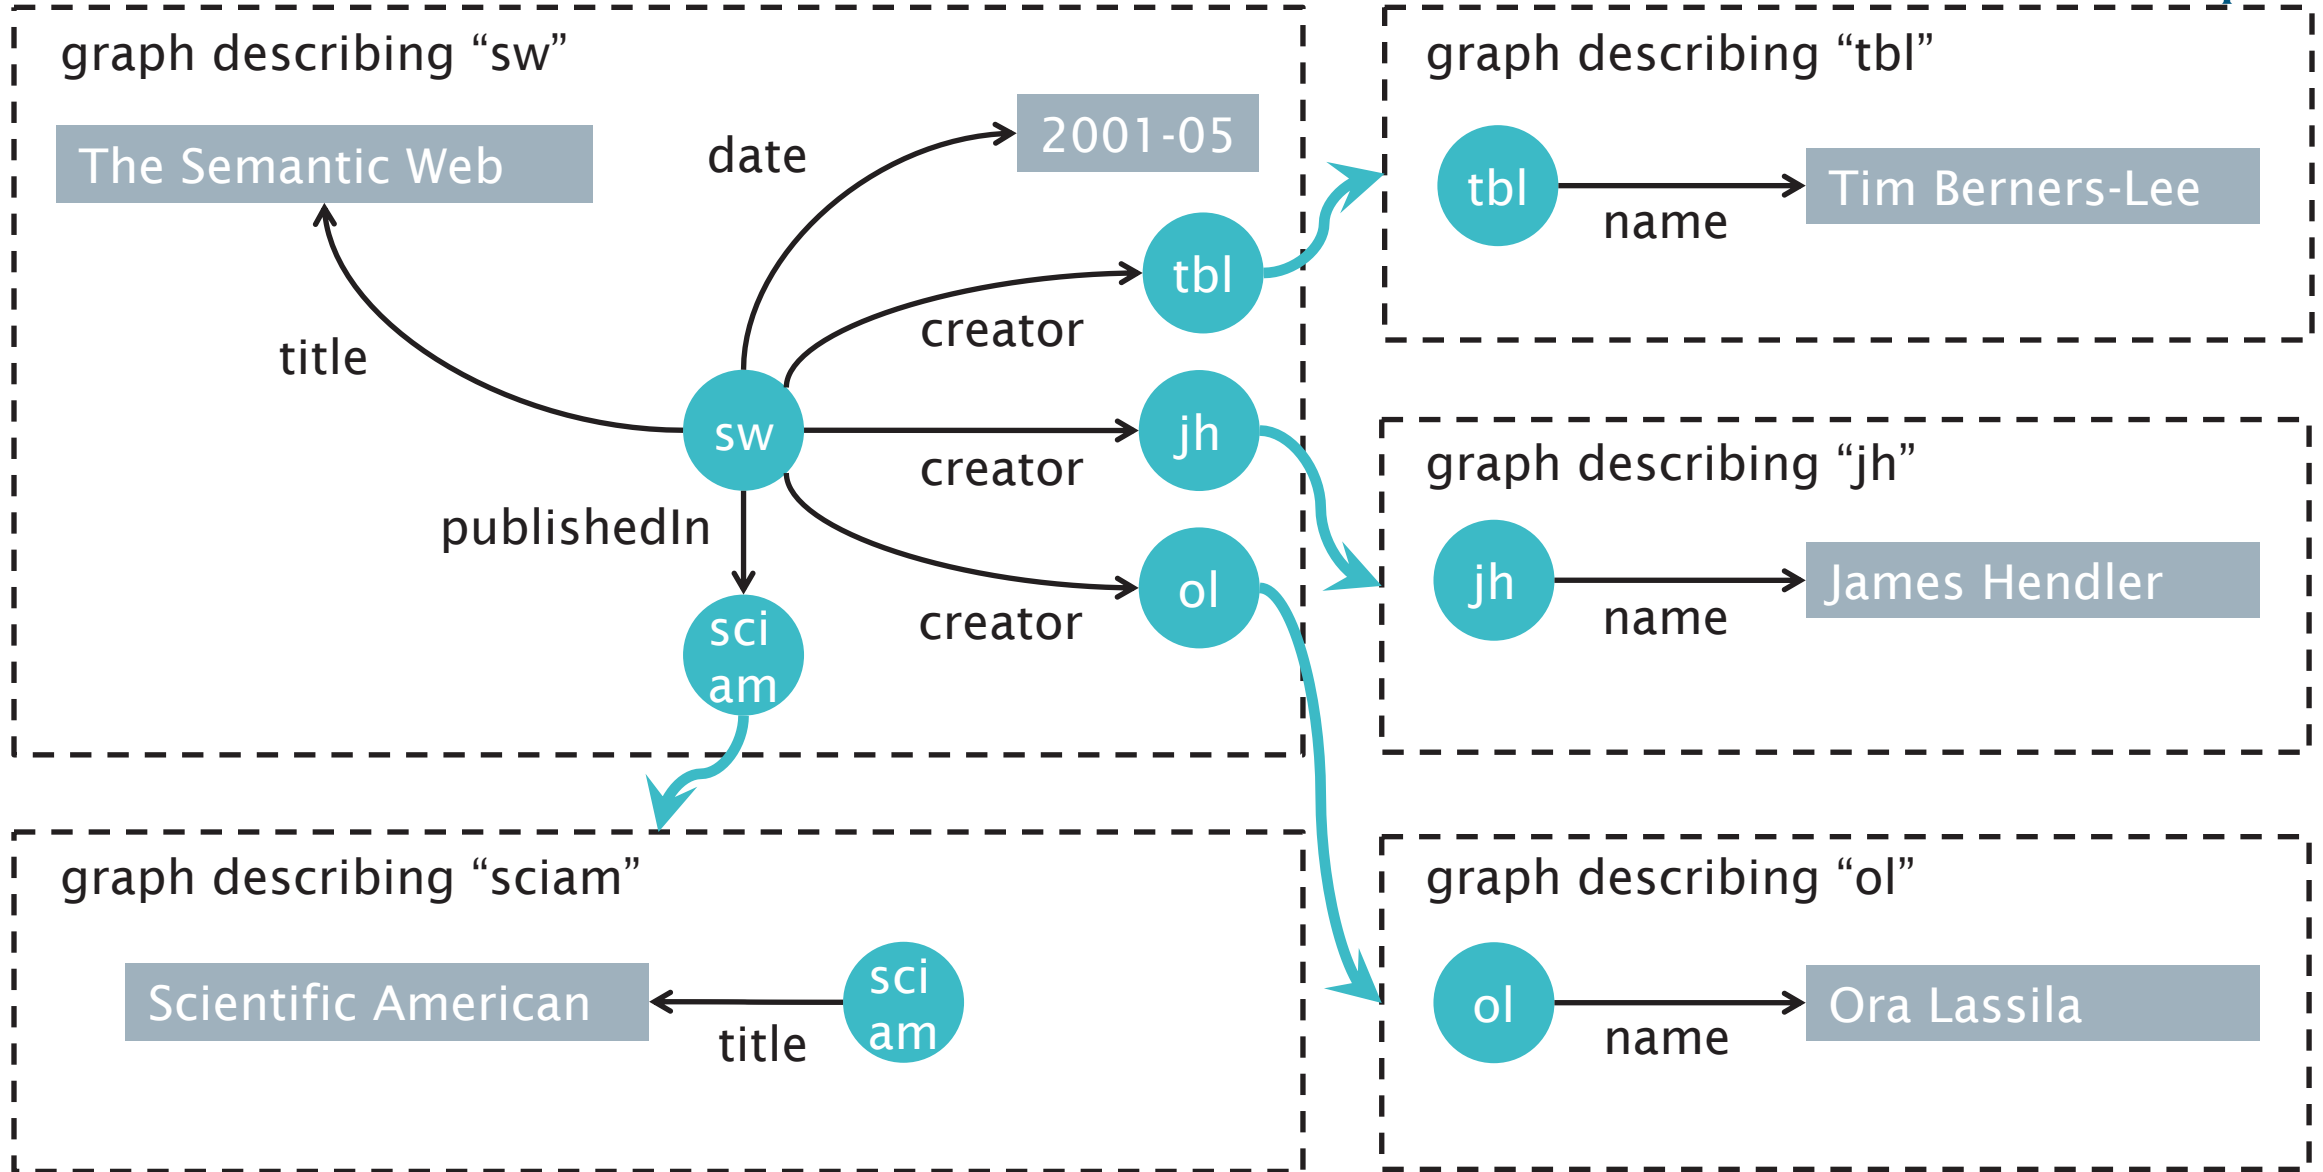 graph describing “sw”
The Semantic Web
date
2001-05
tbl
creator
title
sw
jh
creator
publishedIn
ol
creator
sci
am
graph describing “tbl”
tbl
name
Tim Berners-Lee
graph describing “jh”
jh
name
James Hendler
graph describing “sciam”
Scientific American
title
sci
am
graph describing “ol”
ol
name
Ora Lassila